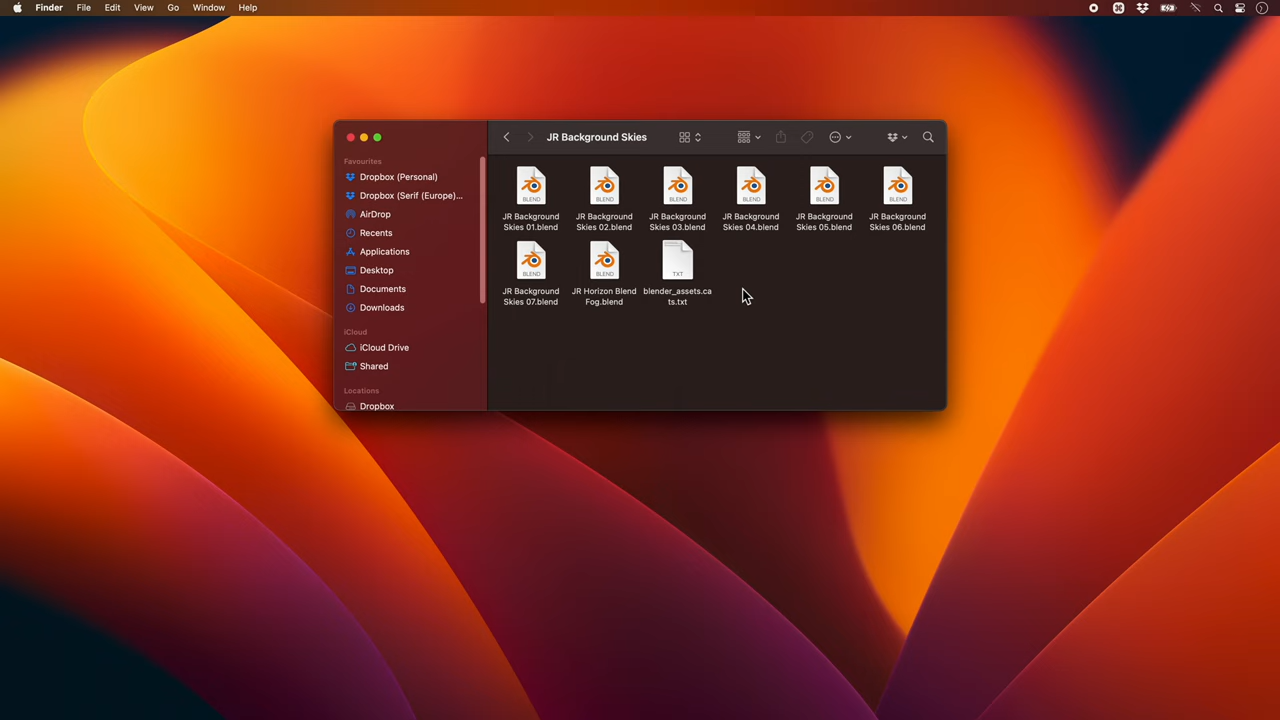 Finder File Edit View Go Window Help
JR Background Skies
Favourites
Dropbox (Personal)
Dropbox (Serif (Europe)...
AirDrop
Recents
Applications
Desktop
Documents
Downloads
iCloud
iCloud Drive
Shared
Locations
Dropbox
BLEND BLEND BLEND BLEND BLEND BLEND
JR Background JR Background JR Background JR Background JR Background JR Background
Skies 01.blend Skies 02.blend Skies 03.blend Skies 04.blend Skies 05.blend Skies 06.blend
BLEND BLEND TXT
JR Background JR Horizon Blend blender_assets.ca
Skies 07.blend Fog.blend ts.txt